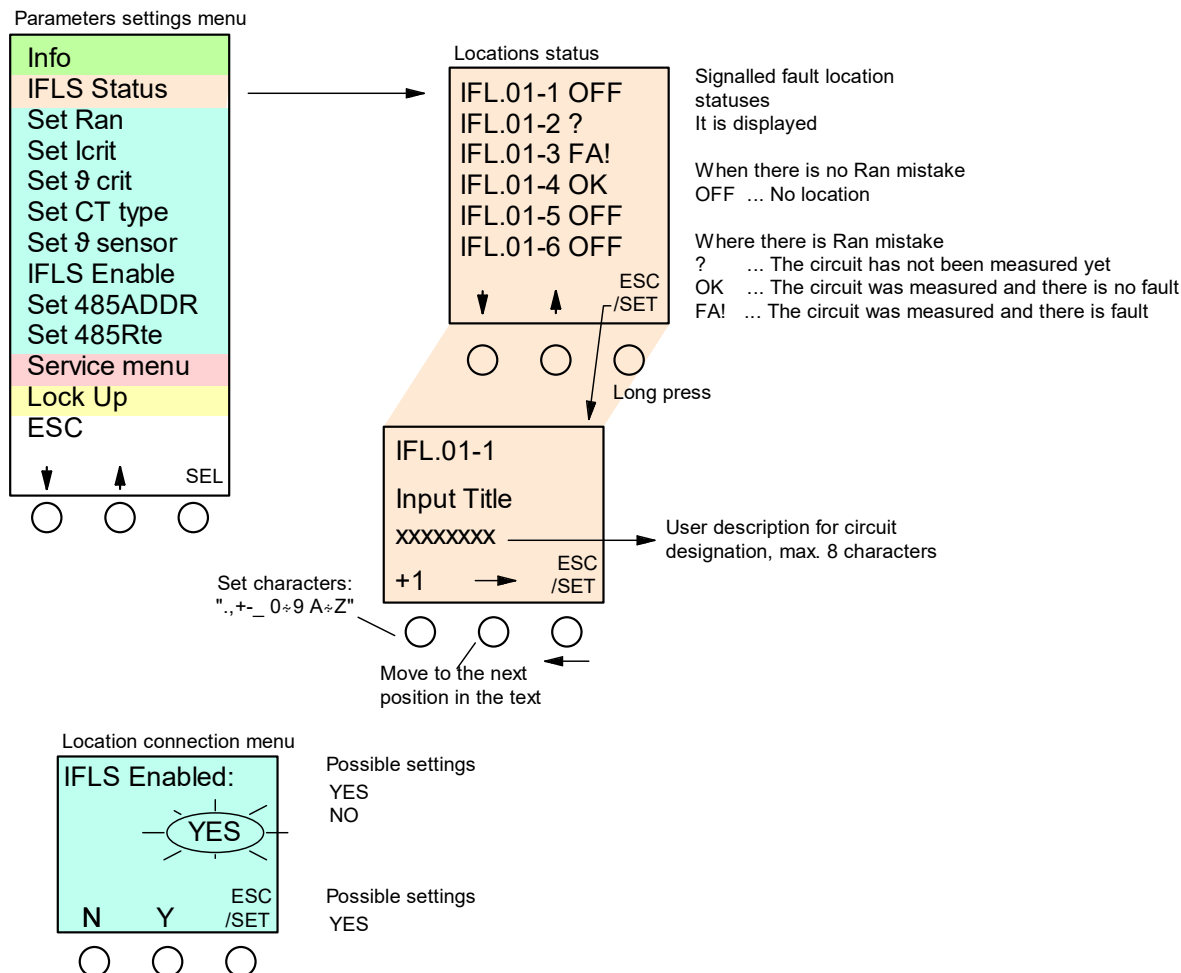 Parameters settings menu
Info
IFLS Status
Set Ran
Set Icrit
Set ϑ crit
Set CT type
Set ϑ sensor
IFLS Enable
Set 485ADDR
Set 485Rte
Service menu
Lock Up
ESC
SEL
Locations status
IFL.01-1 OFF
IFL.01-2 ?
IFL.01-3 FA!
IFL.01-4 OK
IFL.01-5 OFF
IFL.01-6 OFF
ESC
/SET
Long press
Signalled fault location
statuses
It is displayed
When there is no Ran mistake
OFF ... No location
Where there is Ran mistake
? ... The circuit has not been measured yet
OK ... The circuit was measured and there is no fault
FA! ... The circuit was measured and there is fault
IFL.01-1
Input Title
xxxxxxxx
+1
ESC
/SET
User description for circuit
designation, max. 8 characters
Set characters:
".,+-_ 0÷9 A÷Z"
Move to the next
position in the text
Location connection menu
IFLS Enabled:
YES
N Y
ESC
/SET
Possible settings
YES
NO
Possible settings
YES